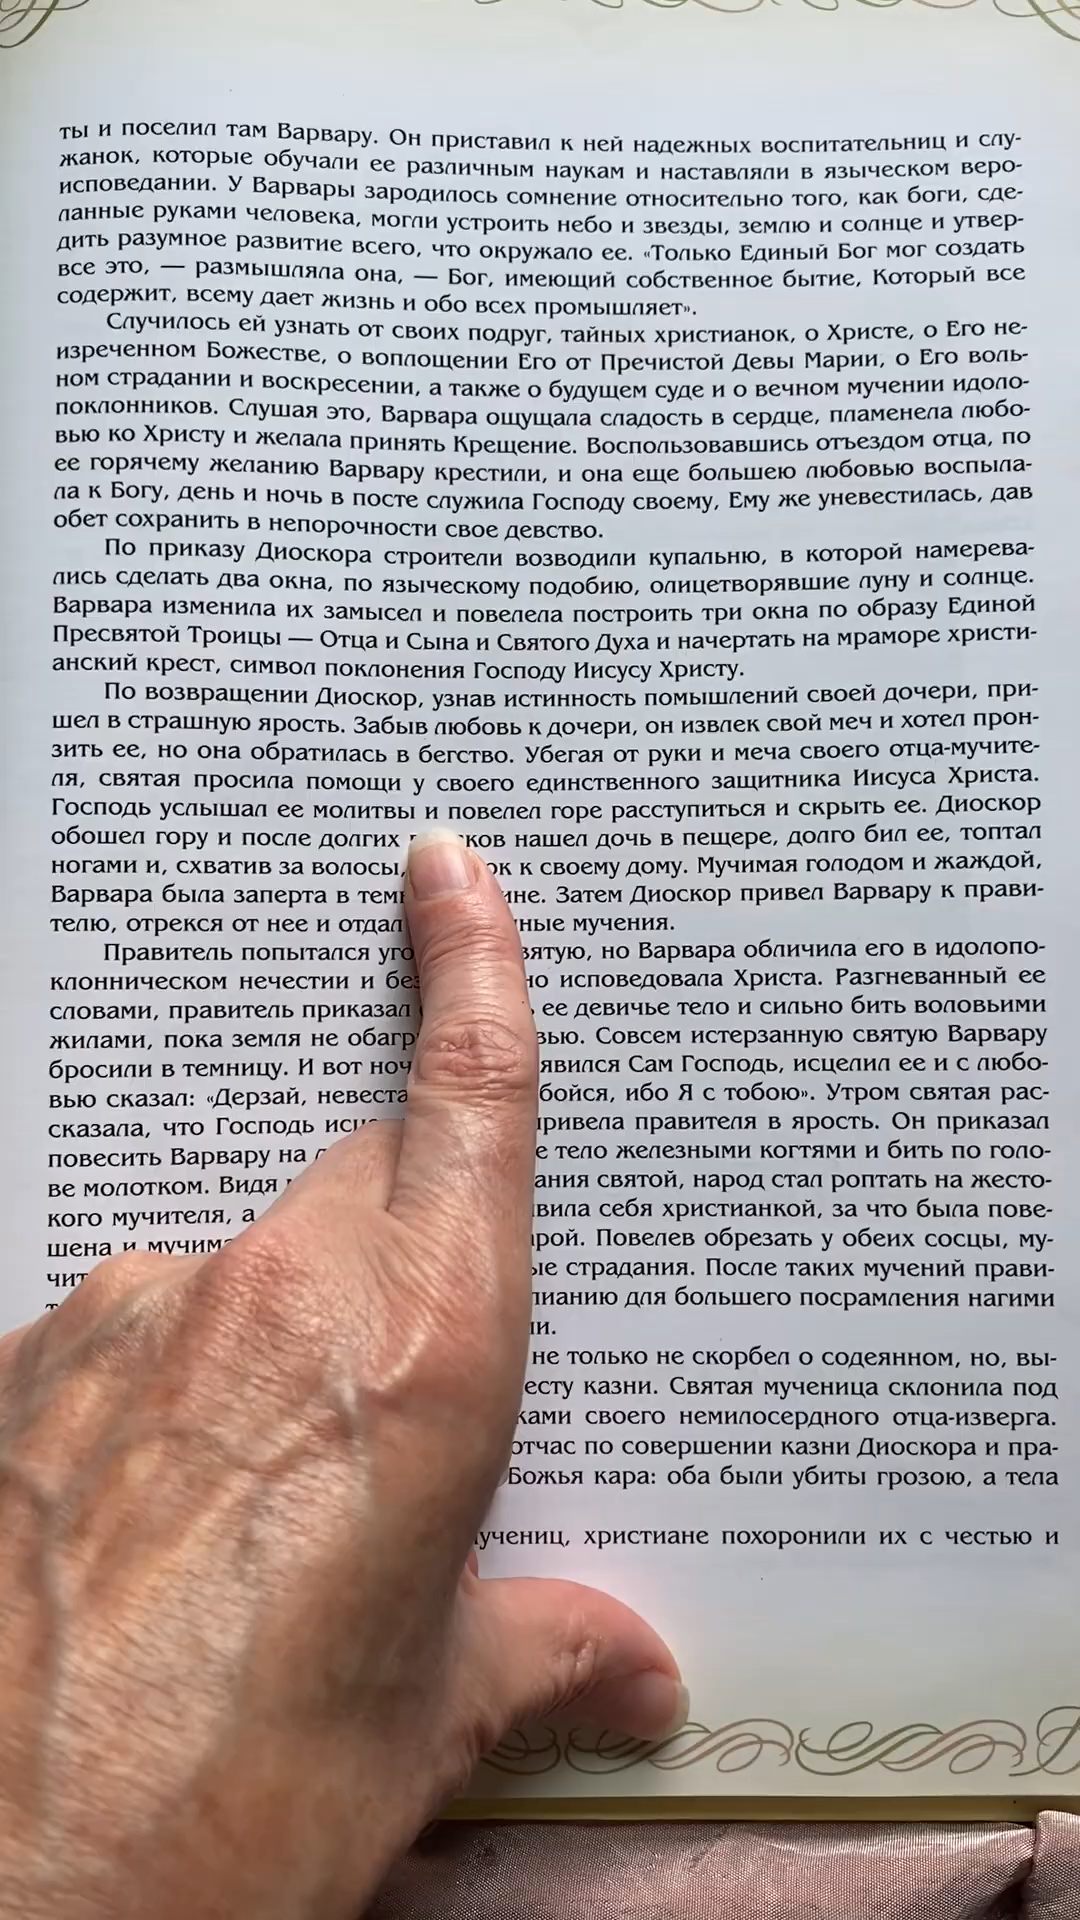 ты и поселил там Варвару. Он приставил к ней надежных воспитательниц и слу-
жанок, которые обучали ее различным наукам и наставляли в языческом веро-
исповедании. У Варвары зародилось сомнение относительно того, как боги, сде-
ланные руками человека, могли устроить небо и звезды, землю и солнце и утвер-
дить разумное развитие всего, что окружало ее. «Только Единый Бог мог создать
все это, — размышляла она, — Бог, имеющий собственное бытие, Который все
содержит, всему дает жизнь и обо всех промышляет».
Случилось ей узнать от своих подруг, тайных христианок, о Христе, о Его не-
изреченном Божестве, о воплощении Его от Пречистой Девы Марии, о Его воль-
ном страдании и воскресении, а также о будущем суде и о вечном мучении идоло-
поклонников. Слушая это, Варвара ощущала сладость в сердце, пламенела любо-
вью ко Христу и желала принять Крещение. Воспользовавшись отъездом отца, по
ее горячему желанию Варвару крестили, и она еще большею любовью воспыла-
ла к Богу, день и ночь в посте служила Господу своему, Ему же уневестилась, дав
обет сохранить в непорочности свое девство.
По приказу Диоскора строители возводили купальню, в которой намерева-
лись сделать два окна, по языческому подобию, олицетворявшие луну и солнце.
Варвара изменила их замысел и повелела построить три окна по образу Единой
Пресвятой Троицы — Отца и Сына и Святого Духа и начертать на мраморе христи-
анский крест, символ поклонения Господу Иисусу Христу.
По возвращении Диоскор, узнав истинность помышлений своей дочери, при-
шел в страшную ярость. Забыв любовь к дочери, он извлек свой меч и хотел прон-
зить ее, но она обратилась в бегство. Убегая от руки и меча своего отца-мучите-
ля, святая просила помощи у своего единственного защитника Иисуса Христа.
Господь услышал ее молитвы и повелел горе расступиться и скрыть ее. Диоскор
обошел гору и после долгих нашел дочь в пещере, долго бил ее, топтал
ногами и, схватив за волосы, к своему дому. Мучимая голодом и жаждой,
Варвара была заперта в Затем Диоскор привел Варвару к прави-
телю, отрекся от нее и отдал мучения.
Правитель попытался святую, но Варвара обличила его в идолопо-
клонническом нечестии и исповедовала Христа. Разгневанный ее
словами, правитель приказал ее девичье тело и сильно бить воловьими
жилами, пока земля не Совсем истерзанную святую Варвару
бросили в темницу. И вот явился Сам Господь, исцелил ее и с любо-
вью сказал: «Дерзай, невеста бойся, ибо Я с тобою». Утром святая рас-
сказала, что Господь привела правителя в ярость. Он приказал
повесить Варвару на тело железными когтями и бить по голо-
ве молотком. Видя святой, народ стал роптать на жесто-
кого мучителя, а себя христианкой, за что была пове-
шена и Повелев обрезать у обеих сосцы, му-
страдания. После таких мучений прави-
для большего посрамления нагими
не только не скорбел о содеянном, но, вы-
казни. Святая мученица склонила под
своего немилосердного отца-изверга.
по совершении казни Диоскора и пра-
Божья кара: оба были убиты грозою, а тела
христиане похоронили их с честью и